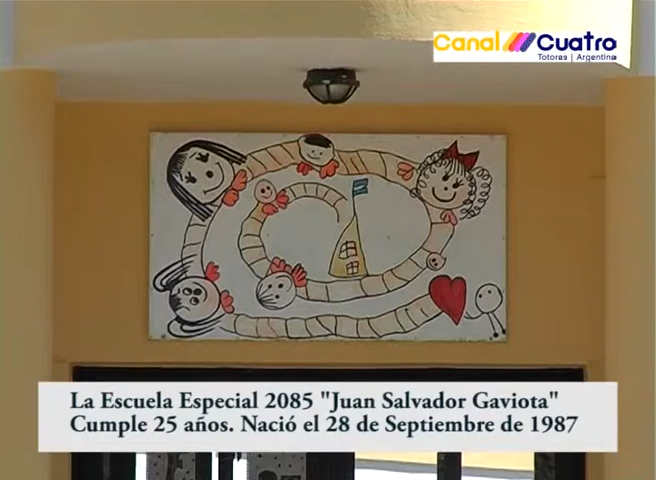 Canal Cuatro
Totoras | Argentina
La Escuela Especial 2085 "Juan Salvador Gaviota"
Cumple 25 años. Nació el 28 de Septiembre de 1987